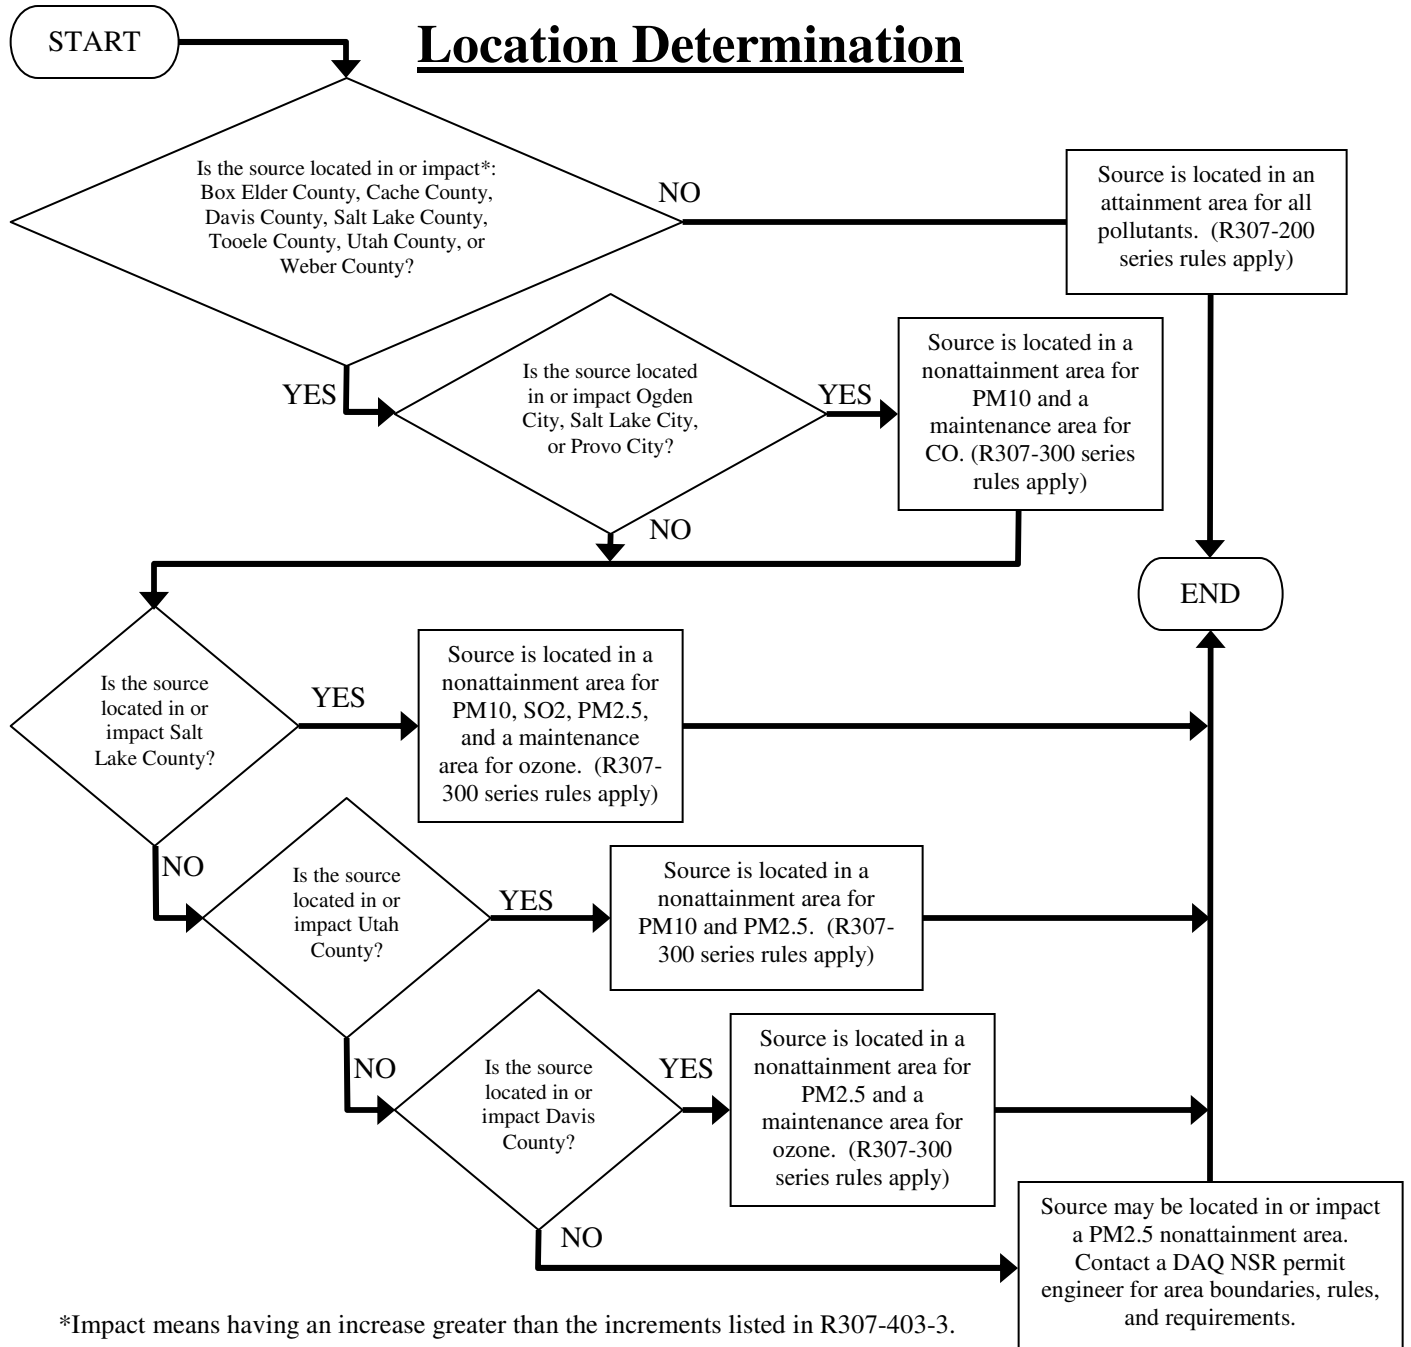 START
Location Determination
Is the source located in or impact*:
Box Elder County, Cache County,
Davis County, Salt Lake County,
Tooele County, Utah County, or
Weber County?
NO
Source is located in an
attainment area for all
pollutants. (R307-200
series rules apply)
YES
Is the source located
in or impact Ogden
City, Salt Lake City,
or Provo City?
YES
Source is located in a
nonattainment area for
PM10 and a
maintenance area for
CO. (R307-300 series
rules apply)
NO
END
Is the source
located in or
impact Salt
Lake County?
YES
Source is located in a
nonattainment area for
PM10, SO2, PM2.5,
and a maintenance
area for ozone. (R307-
300 series rules apply)
NO
Is the source
located in or
impact Utah
County?
YES
Source is located in a
nonattainment area for
PM10 and PM2.5. (R307-
300 series rules apply)
NO
Is the source
located in or
impact Davis
County?
YES
Source is located in a
nonattainment area for
PM2.5 and a
maintenance area for
ozone. (R307-300
series rules apply)
NO
Source may be located in or impact
a PM2.5 nonattainment area.
Contact a DAQ NSR permit
engineer for area boundaries, rules,
and requirements.
*Impact means having an increase greater than the increments listed in R307-403-3.